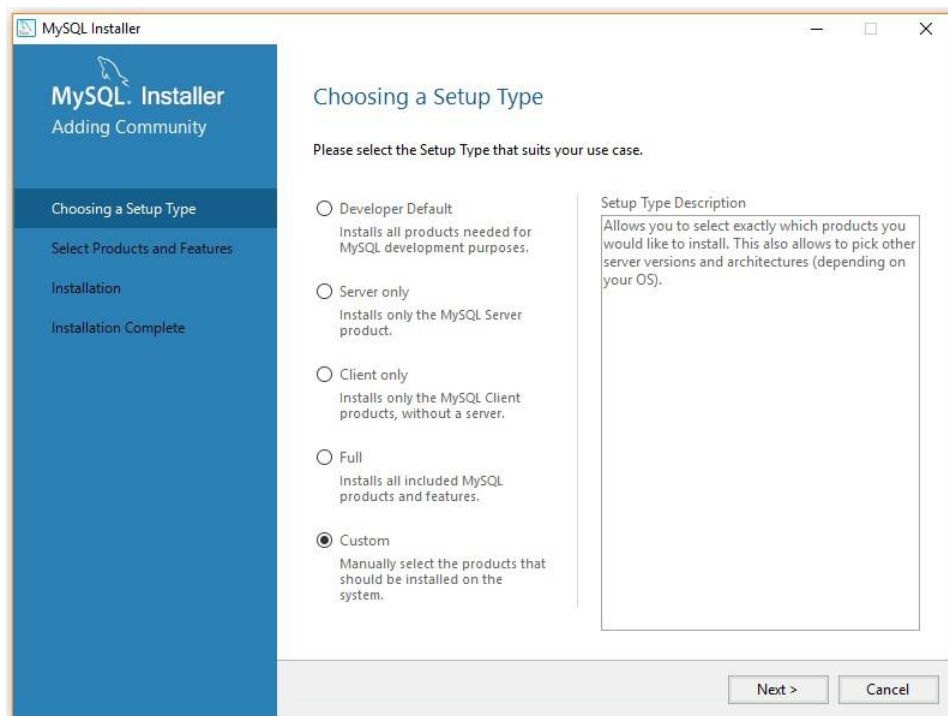 MySQL Installer
MySQL. Installer
Adding Community
Choosing a Setup Type
Select Products and Features
Installation
Installation Complete
Choosing a Setup Type
Please select the Setup Type that suits your use case.
Developer Default
Installs all products needed for
MySQL development purposes.
Server only
Installs only the MySQL Server
product.
Client only
Installs only the MySQL Client
products, without a server.
Full
Installs all included MySQL
products and features.
Custom
Manually select the products that
should be installed on the
system.
Setup Type Description
Allows you to select exactly which products you
would like to install. This also allows to pick other
server versions and architectures (depending on
your OS).
Next >
Cancel